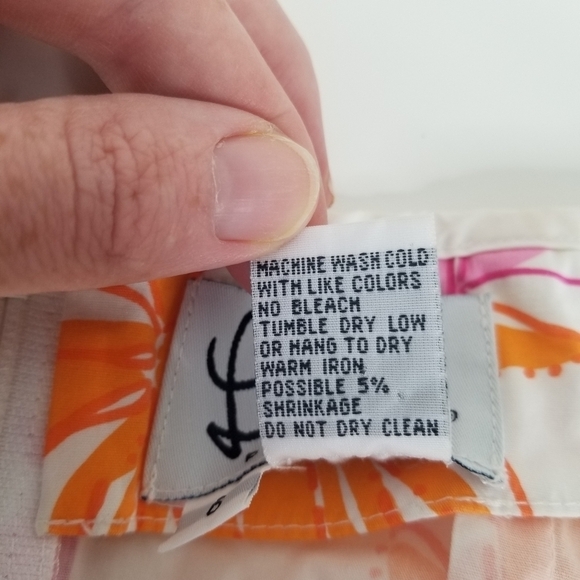 MACHINE WASH COLD
WITH LIKE COLORS
NO BLEACH
TUMBLE DRY LOW
OR HANG TO DRY
WARM IRON
POSSIBLE 5%
SHRINKAGE
DO NOT DRY CLEAN
6